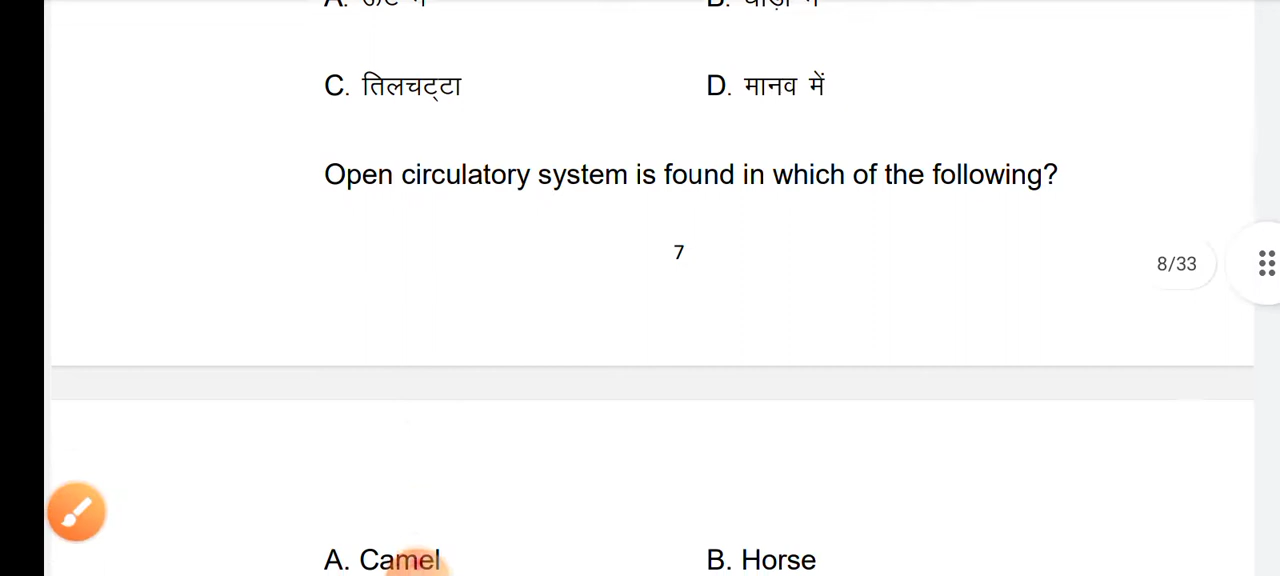 C. तिलचट्टा D. मानव में
Open circulatory system is found in which of the following?
7
8/33
A. Camel B. Horse